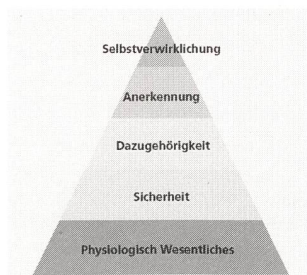 Selbstverwirklichung
Anerkennung
Dazugehörigkeit
Sicherheit
Physiologisch Wesentliches